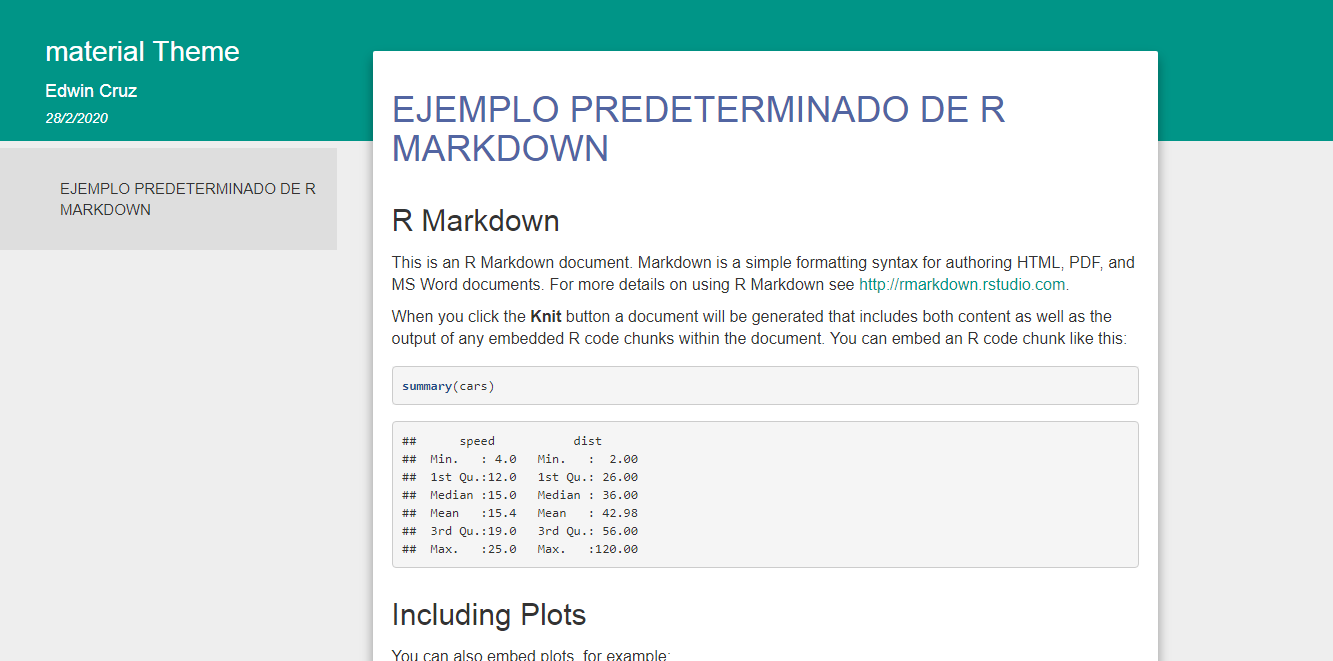 material Theme
Edwin Cruz
28/2/2020
EJEMPLO PREDETERMINADO DE R
MARKDOWN
EJEMPLO PREDETERMINADO DE R
MARKDOWN
R Markdown
This is an R Markdown document. Markdown is a simple formatting syntax for authoring HTML, PDF, and
MS Word documents. For more details on using R Markdown see http://rmarkdown.rstudio.com.
When you click the Knit button a document will be generated that includes both content as well as the
output of any embedded R code chunks within the document. You can embed an R code chunk like this:
summary(cars)
##      speed           dist
##  Min.   : 4.0   Min.   :  2.00
##  1st Qu.:12.0   1st Qu.: 26.00
##  Median :15.0   Median : 36.00
##  Mean   :15.4   Mean   : 42.98
##  3rd Qu.:19.0   3rd Qu.: 56.00
##  Max.   :25.0   Max.   :120.00
Including Plots
You can also embed plots, for example: